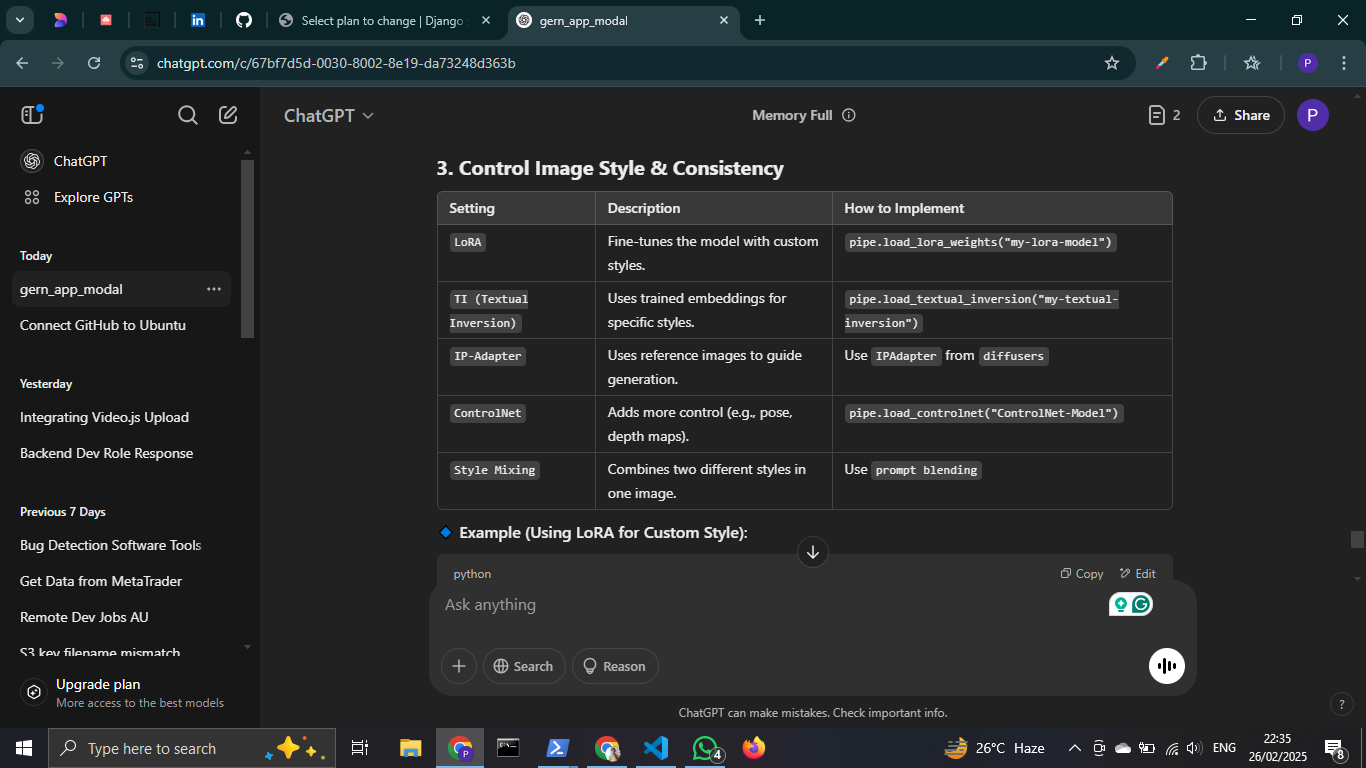 Select plan to change | Django
gern_app_modal
chatgpt.com/c/67bf7d5d-0030-8002-8e19-da73248d363b
P
ChatGPT
Memory Full
2
Share
P
ChatGPT
Explore GPTs
Today
gern_app_modal
Connect GitHub to Ubuntu
Yesterday
Integrating Video.js Upload
Backend Dev Role Response
Previous 7 Days
Bug Detection Software Tools
Get Data from MetaTrader
Remote Dev Jobs AU
S3 key filename mismatch
Upgrade plan
More access to the best models
3. Control Image Style & Consistency
Setting Description How to Implement
LoRA Fine-tunes the model with custom pipe.load_lora_weights("my-lora-model")
styles.
TI (Textual Uses trained embeddings for pipe.load_textual_inversion("my-textual-
Inversion) specific styles. inversion")
IP-Adapter Uses reference images to guide Use IPAdapter from diffusers
generation.
ControlNet Adds more control (e.g., pose, pipe.load_controlnet("ControlNet-Model")
depth maps).
Style Mixing Combines two different styles in Use prompt blending
one image.
Example (Using LoRA for Custom Style):
python Copy Edit
Ask anything
Search Reason
ChatGPT can make mistakes. Check important info.
?
Type here to search
4
26°C Haze
ENG
22:35
26/02/2025
8